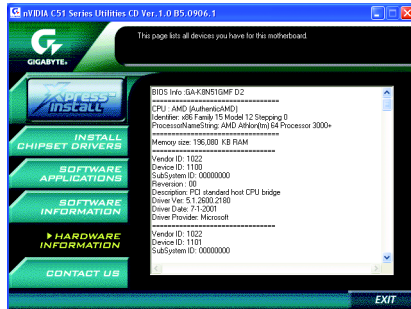 nVIDIA C51 Series Utilities CD Ver.1.0 B5.0906.1
This page lists all devices you have for this motherboard.
GIGABYTE
Xpress-
Install
INSTALL
CHIPSET DRIVERS
SOFTWARE
APPLICATIONS
SOFTWARE
INFORMATION
HARDWARE
INFORMATION
CONTACT US
BIOS Info :GA-K8N51GMF D2
==============================
CPU : AMD (AuthenticAMD)
Identifier: x86 Family 15 Model 12 Stepping 0
ProcessorNameString: AMD Athlon(tm) 64 Processor 3000+
==============================
Memory size: 196,080 KB RAM
==============================
Vendor ID: 1022
Device ID: 1100
SubSystem ID: 00000000
Reversion : 00
Description: PCI standard host CPU bridge
Driver Ver: 5.1.2600.2180
Driver Date: 7-1-2001
Driver Provider: Microsoft
==============================
Vendor ID: 1022
Device ID: 1101
SubSystem ID: 00000000
EXIT